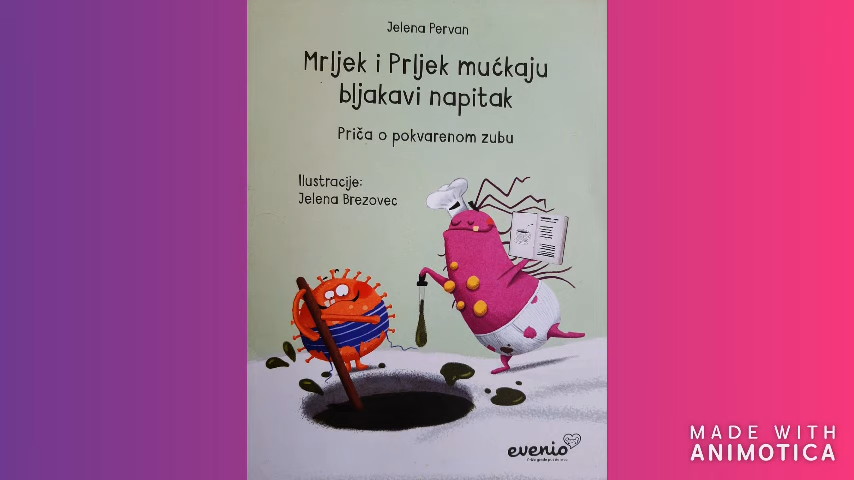 Jelena Pervan
Mrljek i Prljek mućkaju
bljakavi napitak
Priča o pokvarenom zubu
Ilustracije:
Jelena Brezovec
evenio
MADE WITH
ANIMOTICA